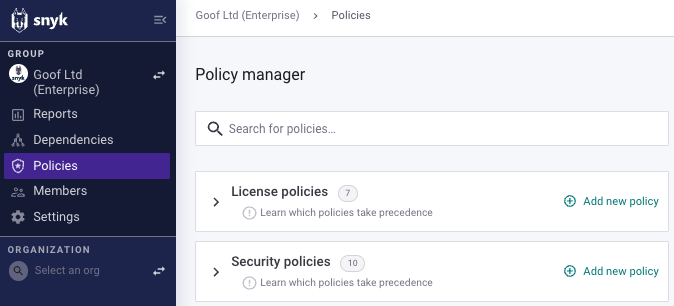 snyk
GROUP
snyk
Goof Ltd
(Enterprise)
Reports
Dependencies
Policies
Members
Settings
ORGANIZATION
Select an org
Goof Ltd (Enterprise) > Policies
Policy manager
Search for policies...
License policies 7
Learn which policies take precedence
Add new policy
Security policies 10
Learn which policies take precedence
Add new policy